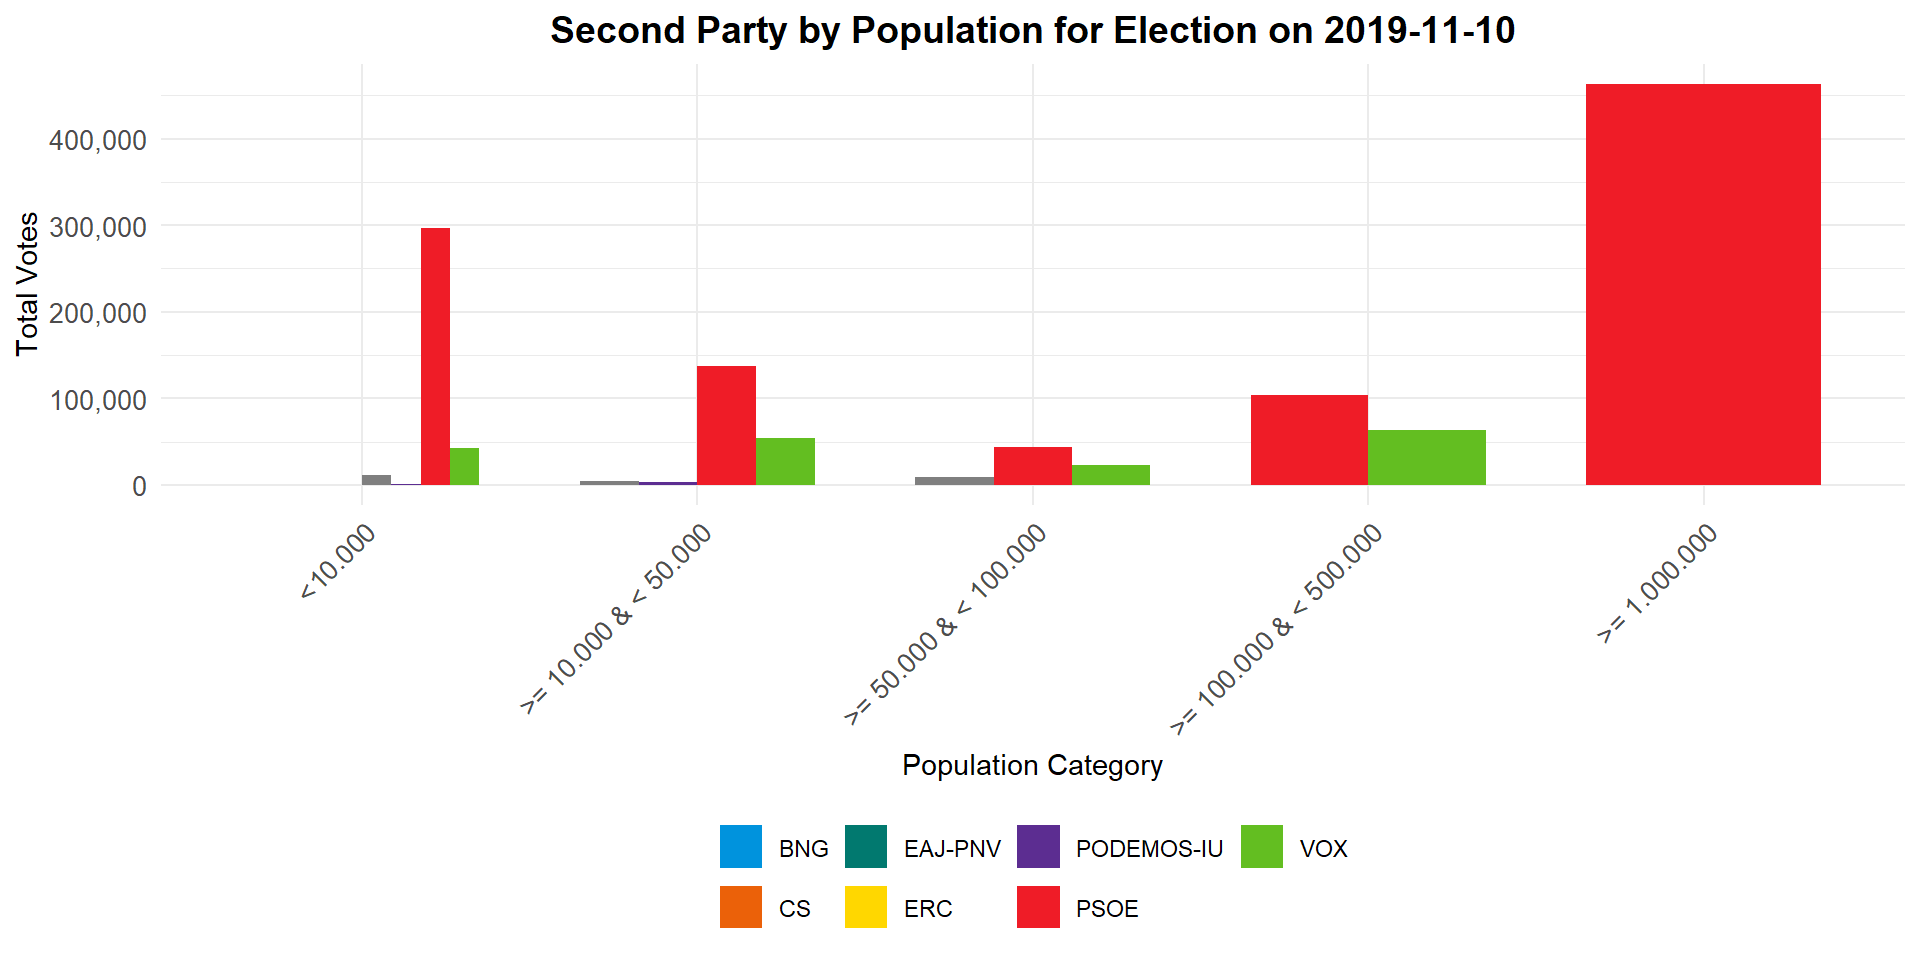 Second Party by Population for Election on 2019-11-10
Total Votes
400,000
300,000
200,000
100,000
0
<10.000
>= 10.000 & < 50.000
>= 50.000 & < 100.000
>= 100.000 & < 500.000
>= 1.000.000
Population Category
BNG EAJ-PNV PODEMOS-IU VOX
CS ERC PSOE